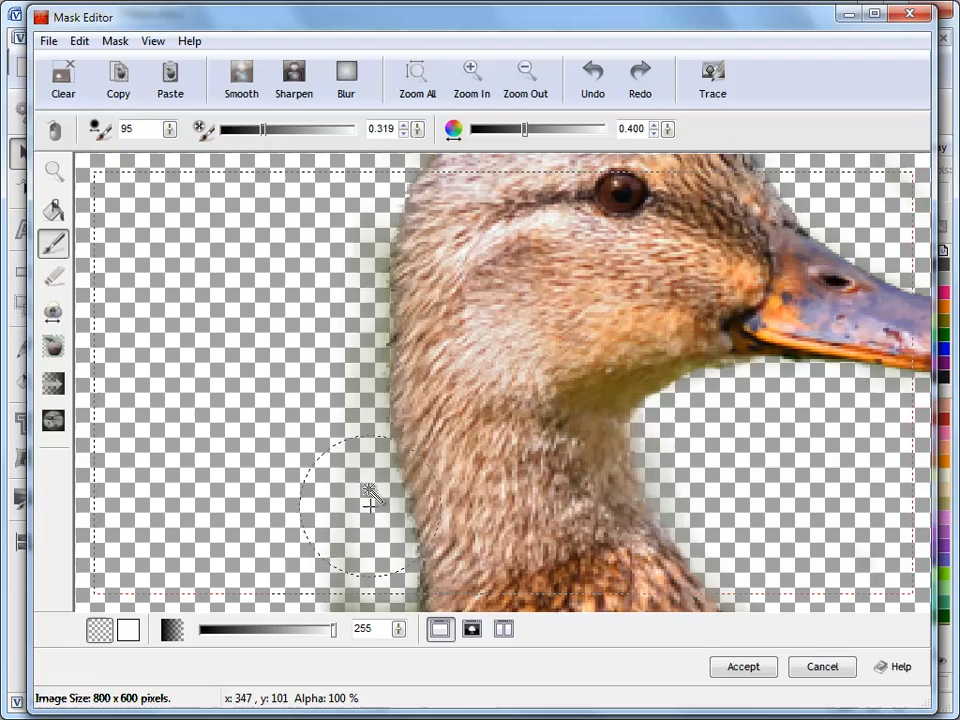 Mask Editor
File Edit Mask View Help
Clear Copy Paste Smooth Sharpen Blur Zoom All Zoom In Zoom Out Undo Redo Trace
95 0.319 0.400
255
Accept Cancel Help
Image Size: 800 x 600 pixels. x: 347 , y: 101 Alpha: 100 %